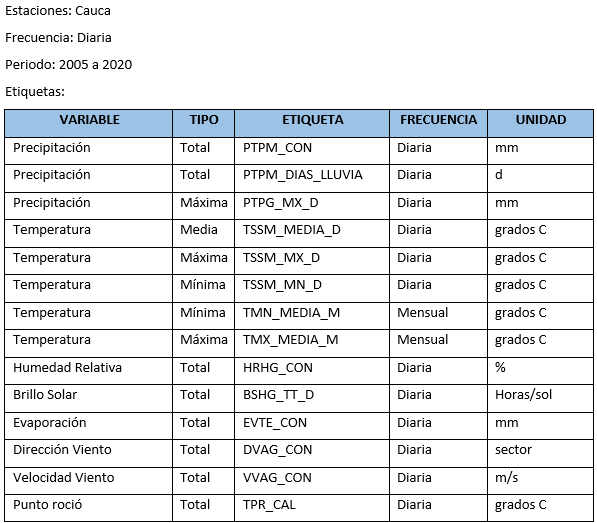 Estaciones: Cauca
Frecuencia: Diaria
Periodo: 2005 a 2020
Etiquetas:
VARIABLE TIPO ETIQUETA FRECUENCIA UNIDAD
Precipitación Total PTPM_CON Diaria mm
Precipitación Total PTPM_DIAS_LLUVIA Diaria d
Precipitación Máxima PTPG_MX_D Diaria mm
Temperatura Media TSSM_MEDIA_D Diaria grados C
Temperatura Máxima TSSM_MX_D Diaria grados C
Temperatura Mínima TSSM_MN_D Diaria grados C
Temperatura Mínima TMN_MEDIA_M Mensual grados C
Temperatura Máxima TMX_MEDIA_M Mensual grados C
Humedad Relativa Total HRHG_CON Diaria %
Brillo Solar Total BSHG_TT_D Diaria Horas/sol
Evaporación Total EVTE_CON Diaria mm
Dirección Viento Total DVAG_CON Diaria sector
Velocidad Viento Total VVAG_CON Diaria m/s
Punto roció Total TPR_CAL Diaria grados C